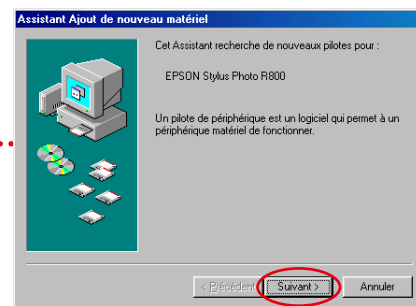 Assistant Ajout de nouveau matériel
Cet Assistant recherche de nouveaux pilotes pour :
EPSON Stylus Photo R800
Un pilote de périphérique est un logiciel qui permet à un
périphérique matériel de fonctionner.
< Précédent Suivant > Annuler